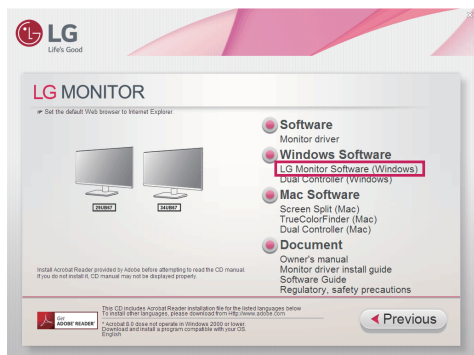 LG
Life's Good
LG MONITOR
☞ Set the default Web browser to Internet Explorer.
29UB67
34UB67
Install Acrobat Reader provided by Adobe before attempting to read the CD manual.
If you do not install it, CD manual may not be displayed properly.
Software
Monitor driver
Windows Software
LG Monitor Software (Windows)
Dual Controller (Windows)
Mac Software
Screen Split (Mac)
TrueColorFinder (Mac)
Dual Controller (Mac)
Document
Owner's manual
Monitor driver install guide
Software Guide
Regulatory, safety precautions
Get
ADOBE® READER®
This CD includes Acrobat Reader installation file for the listed languages below
To install other languages, please download from Http://www.adobe.com
* Acrobat 8.0 dose not operate in Windows 2000 or lower.
Download and install a program compatible with your OS.
English
Previous